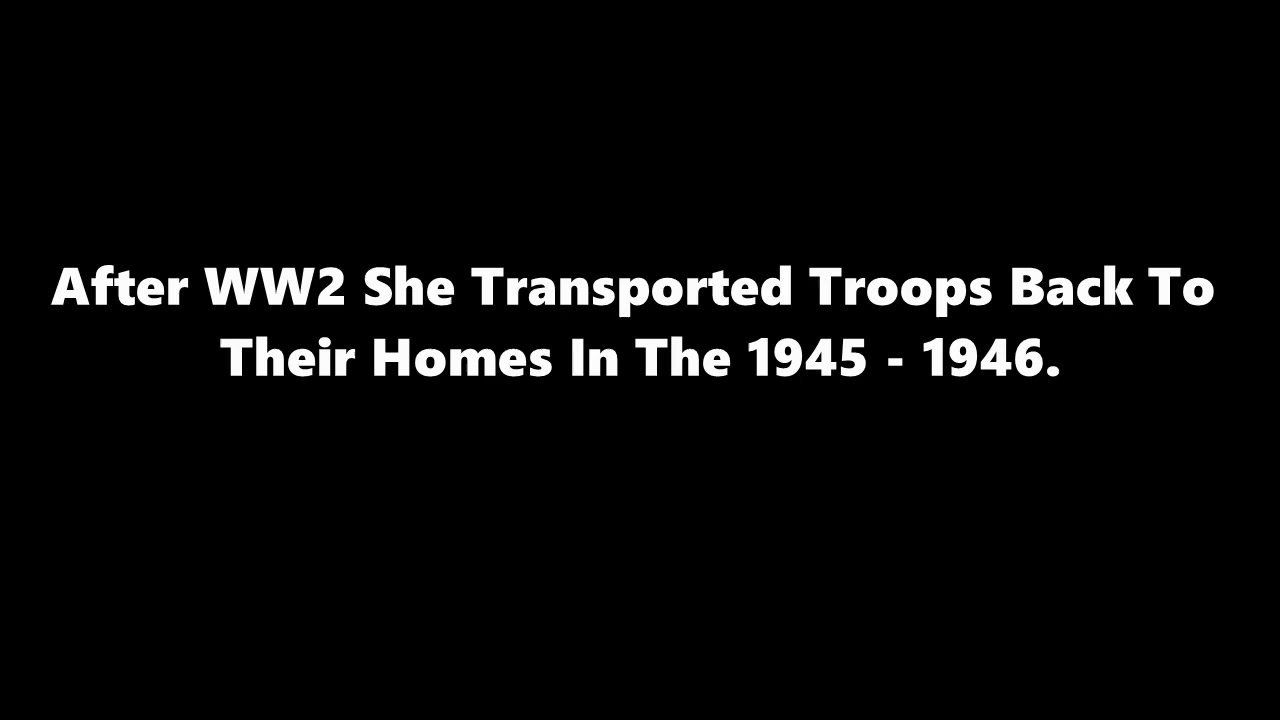 After WW2 She Transported Troops Back To
Their Homes In The 1945 - 1946.